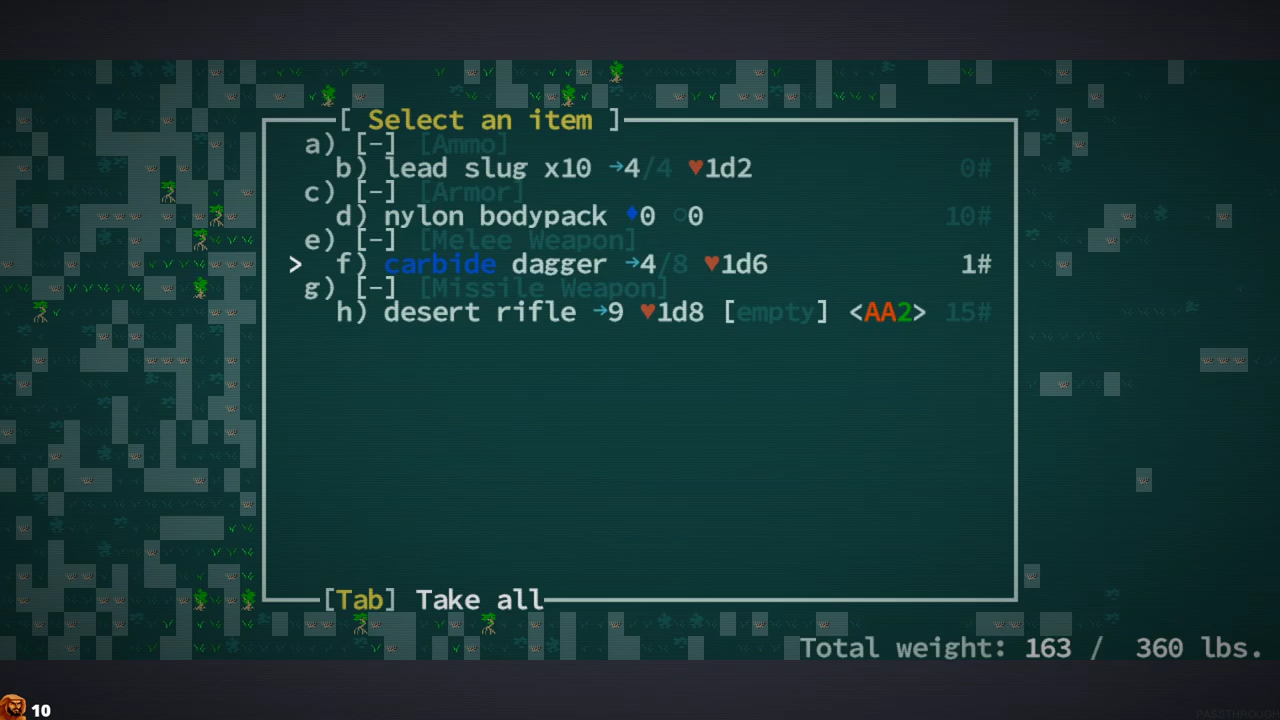 [ Select an item ]
a) [-] [Ammo]
b) lead slug x10 →4/4 ♥1d2 0#
c) [-] [Armor]
d) nylon bodypack ♦0 ○0 10#
e) [-] [Melee Weapon]
> f) carbide dagger →4/8 ♥1d6 1#
g) [-] [Missile Weapon]
h) desert rifle →9 ♥1d8 [empty] <AA2> 15#
[Tab] Take all
Total weight: 163 / 360 lbs.
10